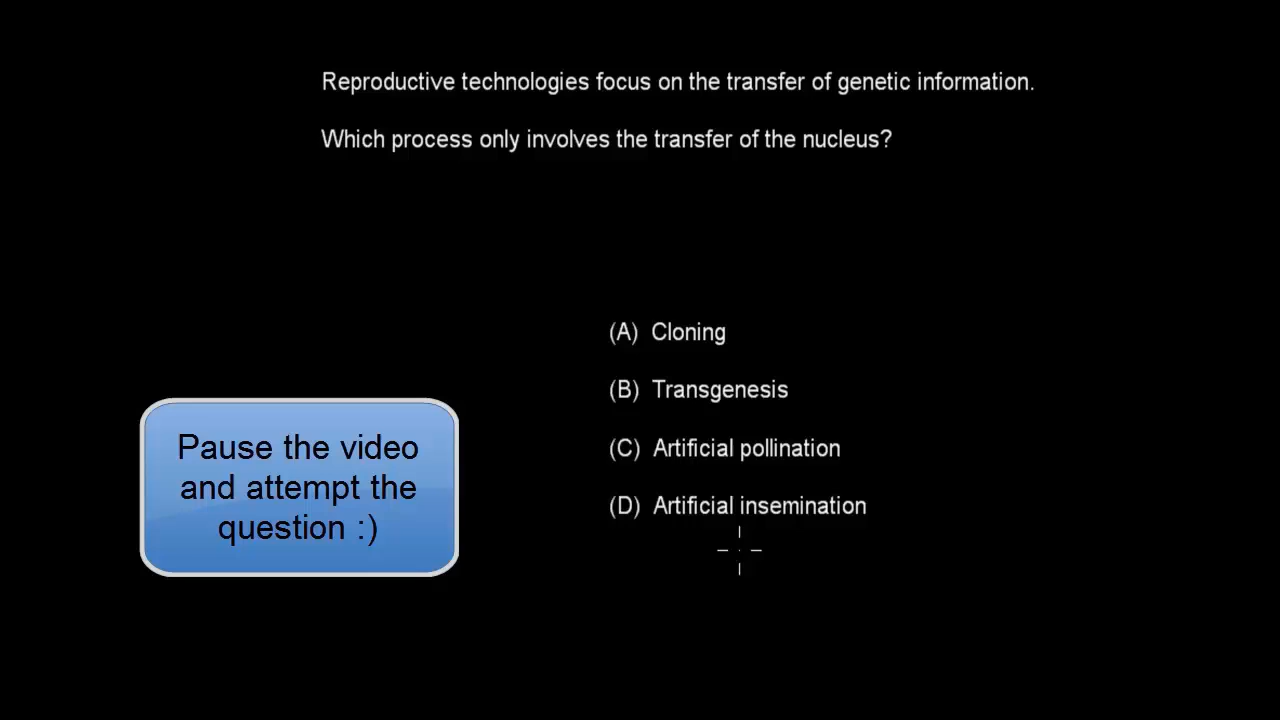 Reproductive technologies focus on the transfer of genetic information.
Which process only involves the transfer of the nucleus?
(A) Cloning
(B) Transgenesis
(C) Artificial pollination
(D) Artificial insemination
Pause the video
and attempt the
question :)